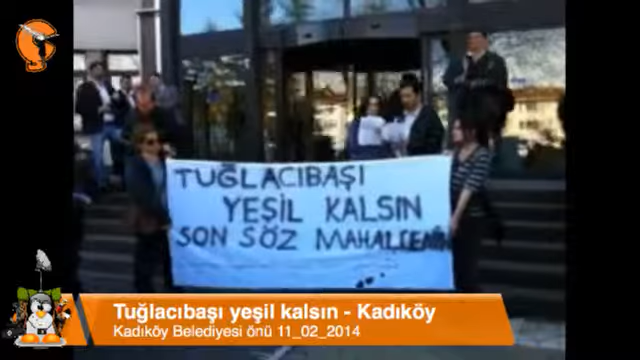 TUĞLACIBAŞI
YEŞİL KALSIN
SON SÖZ MAHALLENİN
Tuğlacıbaşı yeşil kalsın - Kadıköy
Kadıköy Belediyesi önü 11_02_2014